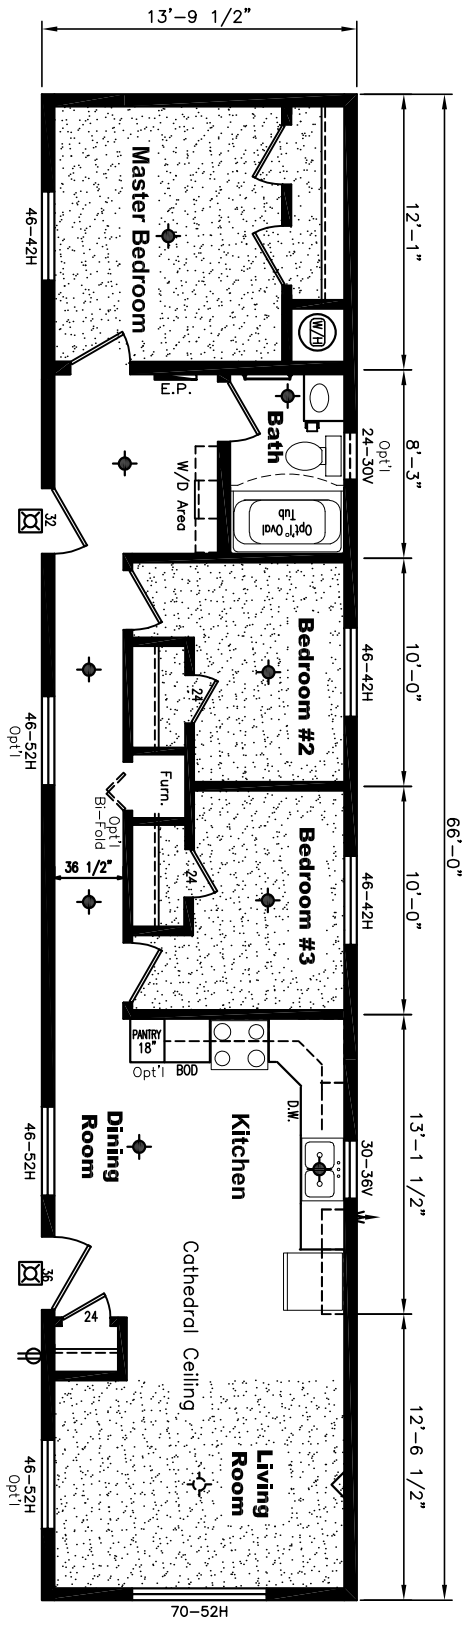 13'-9 1/2"
Master Bedroom
12'-1"
46-42H
W/H
E.P.
Bath
Opt'l
24-30V
8'-3"
W/D Area
Opt'l Oval
Tub
32
Bedroom #2
46-42H
10'-0"
24
46-52H
Opt'l
Furn.
Opt'l
Bi-Fold
66'-0"
36 1/2"
24
Bedroom #3
46-42H
10'-0"
PANTRY
18"
Opt'l
BOD
D.W.
Kitchen
Dining
Room
46-52H
30-36V
13'-1 1/2"
36
24
Cathedral Ceiling
Living
Room
12'-6 1/2"
46-52H
Opt'l
70-52H